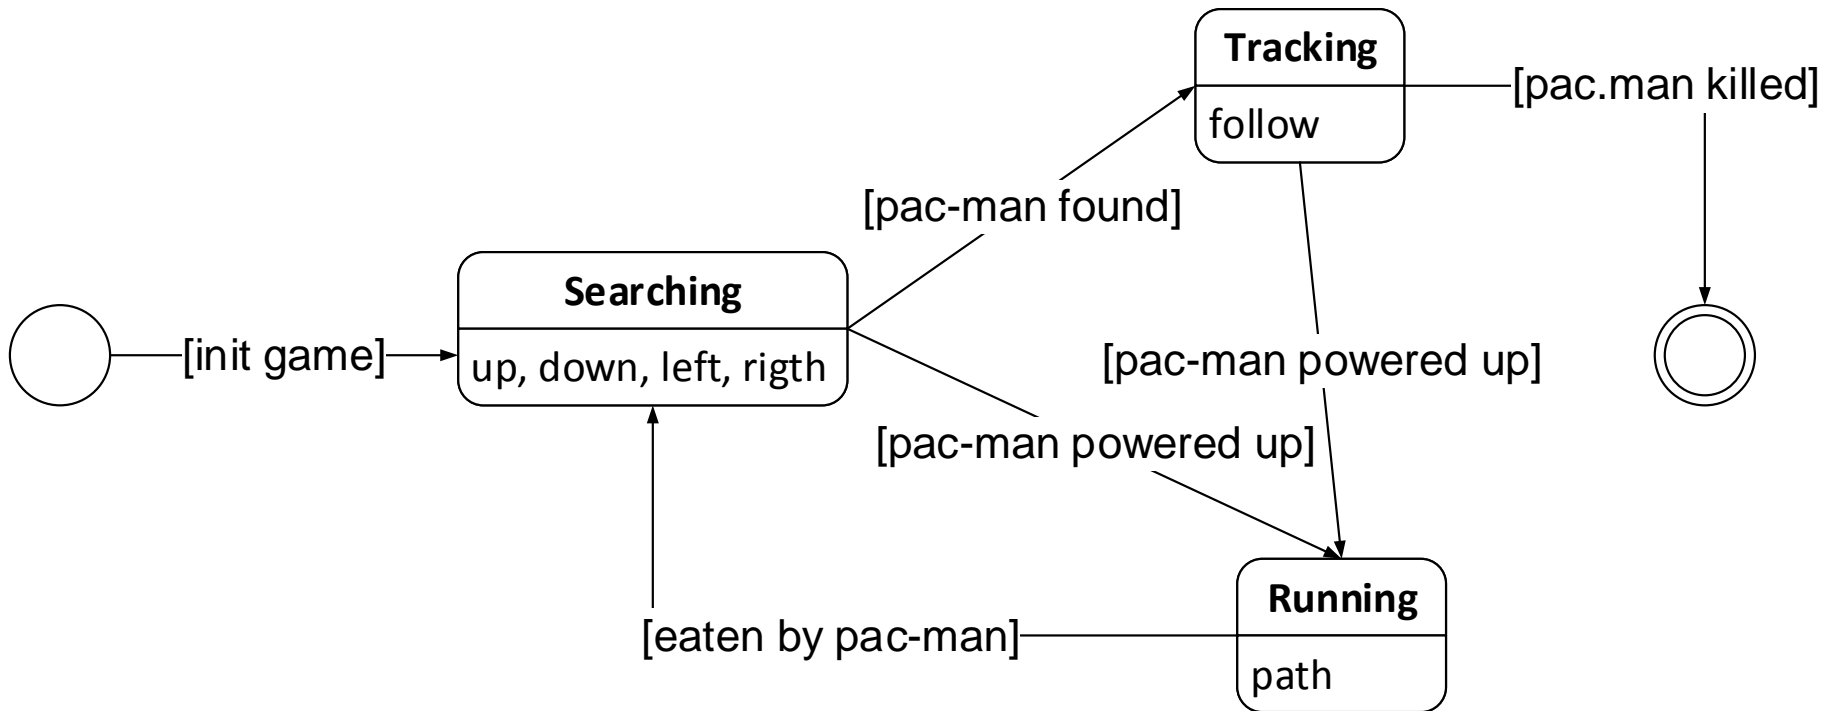 Tracking
[pac.man killed]
follow
[pac-man found]
Searching
[init game]
up, down, left, rigth
[pac-man powered up]
[pac-man powered up]
Running
[eaten by pac-man]
path